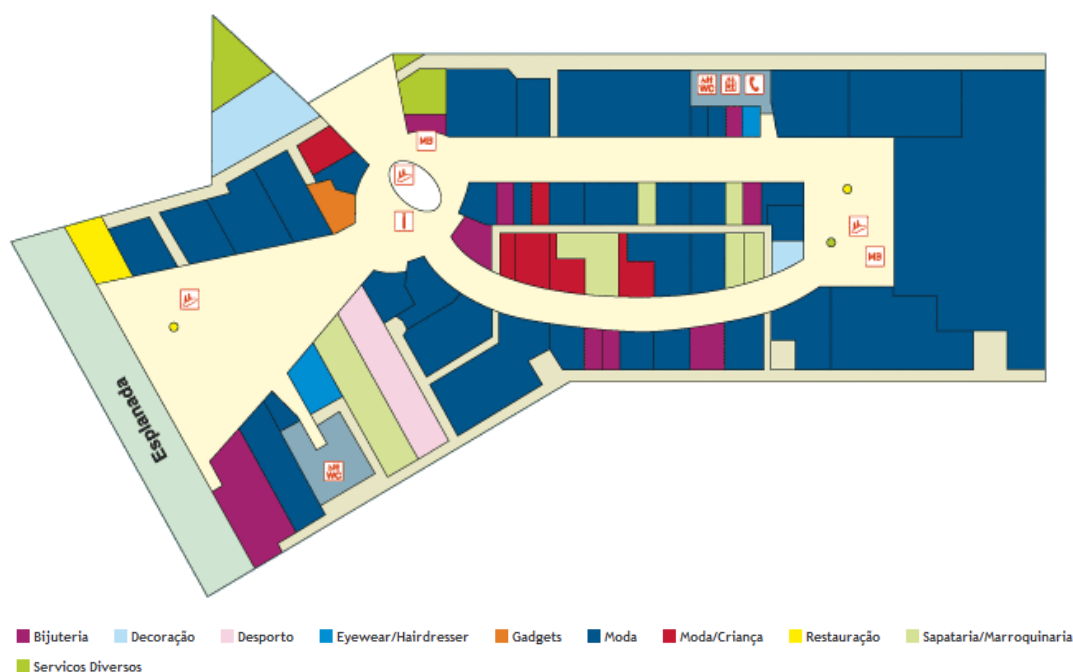 WC
MB
MB
Esplanada
WC
Bijuteria Decoração Desporto Eyewear/Hairdresser Gadgets Moda Moda/Criança Restauração Sapataria/Marroquinaria
Serviços Diversos